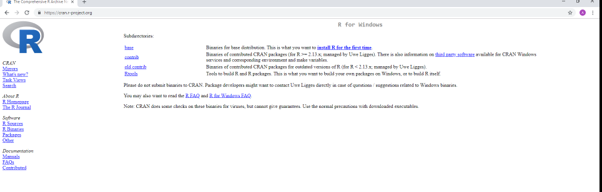 The Comprehensive R Archive N
https://cran.r-project.org
R for Windows
Subdirectories:
base
Binaries for base distribution. This is what you want to install R for the first time.
contrib
Binaries of contributed CRAN packages (for R >= 2.13.x; managed by Uwe Ligges). There is also information on third party software available for CRAN Windows
services and corresponding environment and make variables.
old contrib
Binaries of contributed CRAN packages for outdated versions of R (for R < 2.13.x; managed by Uwe Ligges).
Rtools
Tools to build R and R packages. This is what you want to build your own packages on Windows, or to build R itself.
Please do not submit binaries to CRAN. Package developers might want to contact Uwe Ligges directly in case of questions / suggestions related to Windows binaries.
You may also want to read the R FAQ and R for Windows FAQ.
Note: CRAN does some checks on these binaries for viruses, but cannot give guarantees. Use the normal precautions with downloaded executables.
R
CRAN
Mirrors
What's new?
Task Views
Search
About R
R Homepage
The R Journal
Software
R Sources
R Binaries
Packages
Other
Documentation
Manuals
FAQs
Contributed